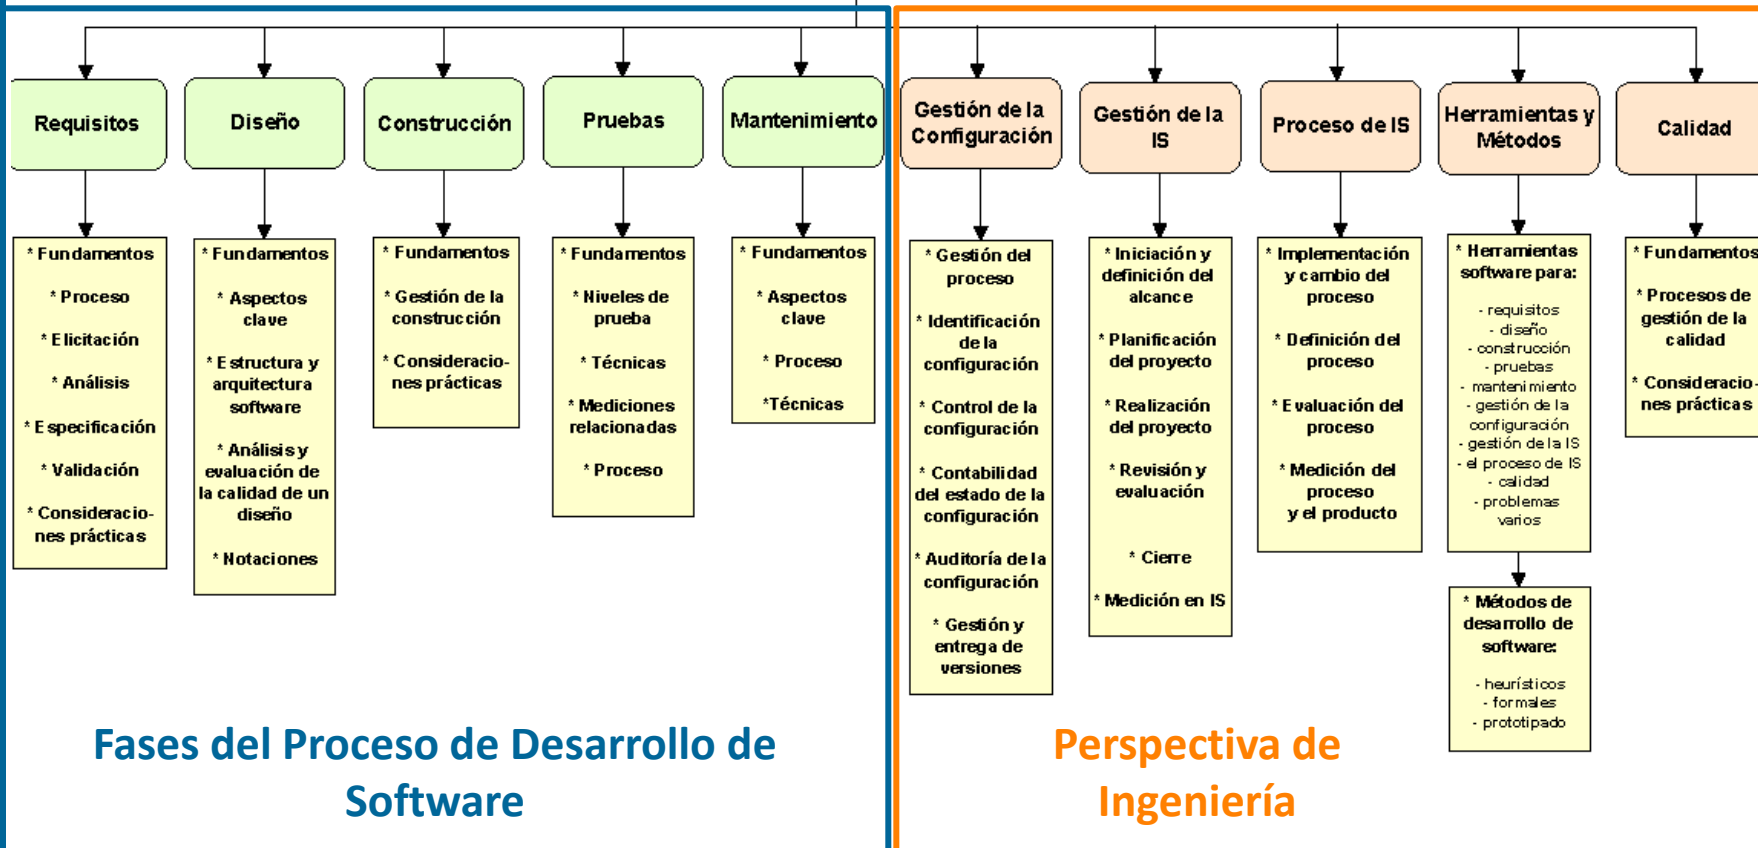 Requisitos
Diseño
Construcción
Pruebas
Mantenimiento
Gestión de la
Configuración
Gestión de la
IS
Proceso de IS
Herramientas y
Métodos
Calidad
* Fundamentos
* Proceso
* Elicitación
* Análisis
* Especificación
* Validación
* Consideracio-
nes prácticas
* Fundamentos
* Aspectos
clave
* Estructura y
arquitectura
software
* Análisis y
evaluación de
la calidad de un
diseño
* Notaciones
* Fundamentos
* Gestión de la
construcción
* Consideracio-
nes prácticas
* Fundamentos
* Niveles de
prueba
* Técnicas
* Mediciones
relacionadas
* Proceso
* Fundamentos
* Aspectos
clave
* Proceso
*Técnicas
* Gestión del
proceso
* Identificación
de la
configuración
* Control de la
configuración
* Contabilidad
del estado de la
configuración
* Auditoría de la
configuración
* Gestión y
entrega de
versiones
* Iniciación y
definición del
alcance
* Planificación
del proyecto
* Realización
del proyecto
* Revisión y
evaluación
* Cierre
* Medición en IS
* Implementación
y cambio del
proceso
* Definición del
proceso
* Evaluación del
proceso
* Medición del
proceso
y el producto
* Herramientas
software para:
- requisitos
- diseño
- construcción
- pruebas
- mantenimiento
- gestión de la
configuración
- gestión de la IS
- el proceso de IS
- calidad
- problemas
varios
* Métodos de
desarrollo de
software:
- heurísticos
- formales
- prototipado
* Fundamentos
* Procesos de
gestión de la
calidad
* Consideracio-
nes prácticas
Fases del Proceso de Desarrollo de
Software
Perspectiva de
Ingeniería